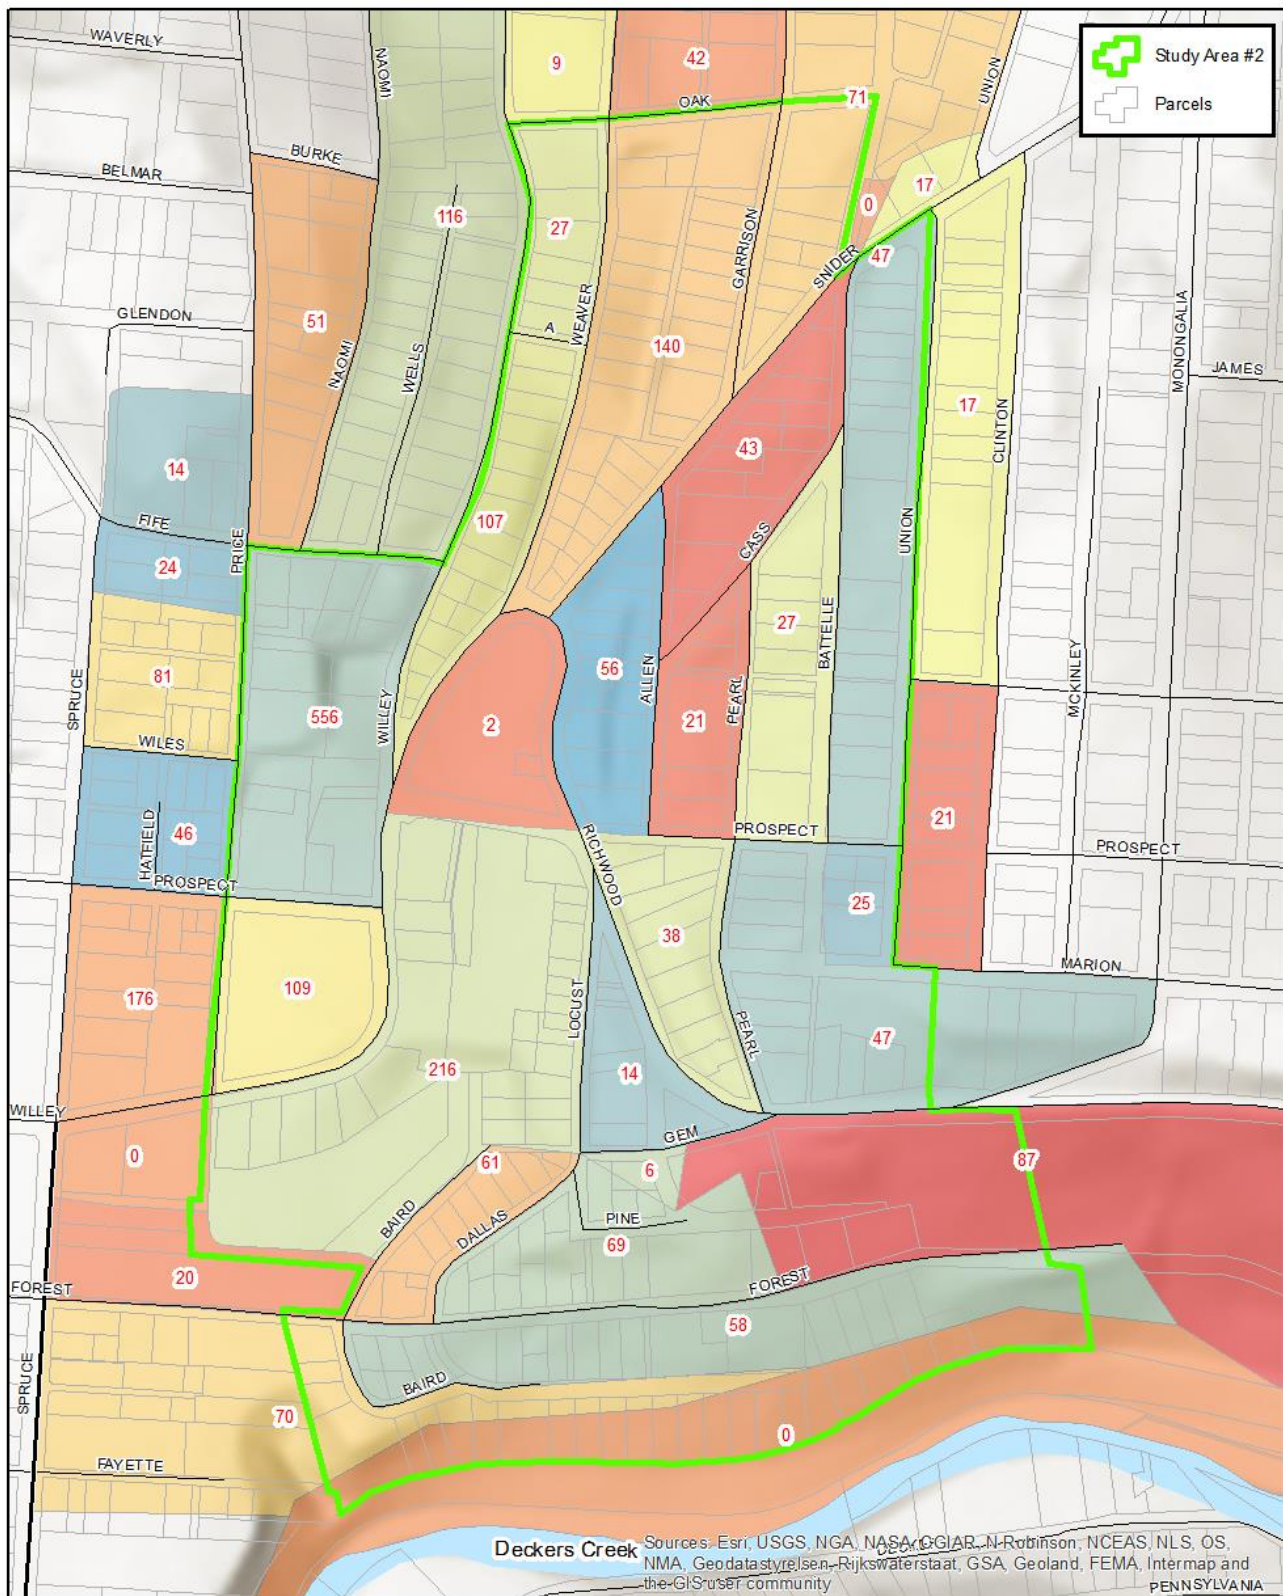 Study Area #2
Parcels
WAVERLY
NAOMI
9
42
OAK
71
UNION
BURKE
BELMAR
116
27
GARRISON
0
17
SNIDER
47
GLENDON
51
NAOMI
WELLS
A
WEAVER
140
UNION
17
CLINTON
MONONGALIA
JAMES
14
FIFE
PRICE
107
43
CASS
24
27
BATTELLE
81
SPRUCE
556
WILLEY
2
56
ALLEN
21
PEARL
MCKINLEY
WILES
HATFIELD
46
PROSPECT
RICHWOOD
PROSPECT
21
PROSPECT
25
38
176
109
LOCUST
MARION
PEARL
47
216
14
WILLEY
GEM
0
61
6
87
BAIRD
DALLAS
PINE
69
20
FOREST
FOREST
58
SPRUCE
BAIRD
70
0
FAYETTE
Deckers Creek
Sources: Esri, USGS, NGA, NASA, CGIAR, N Robinson, NCEAS, NLS, OS,
NMA, Geodatastyrelsen, Rijkswaterstaat, GSA, Geoland, FEMA, Intermap and
the GIS user community
PENNSYLVANIA